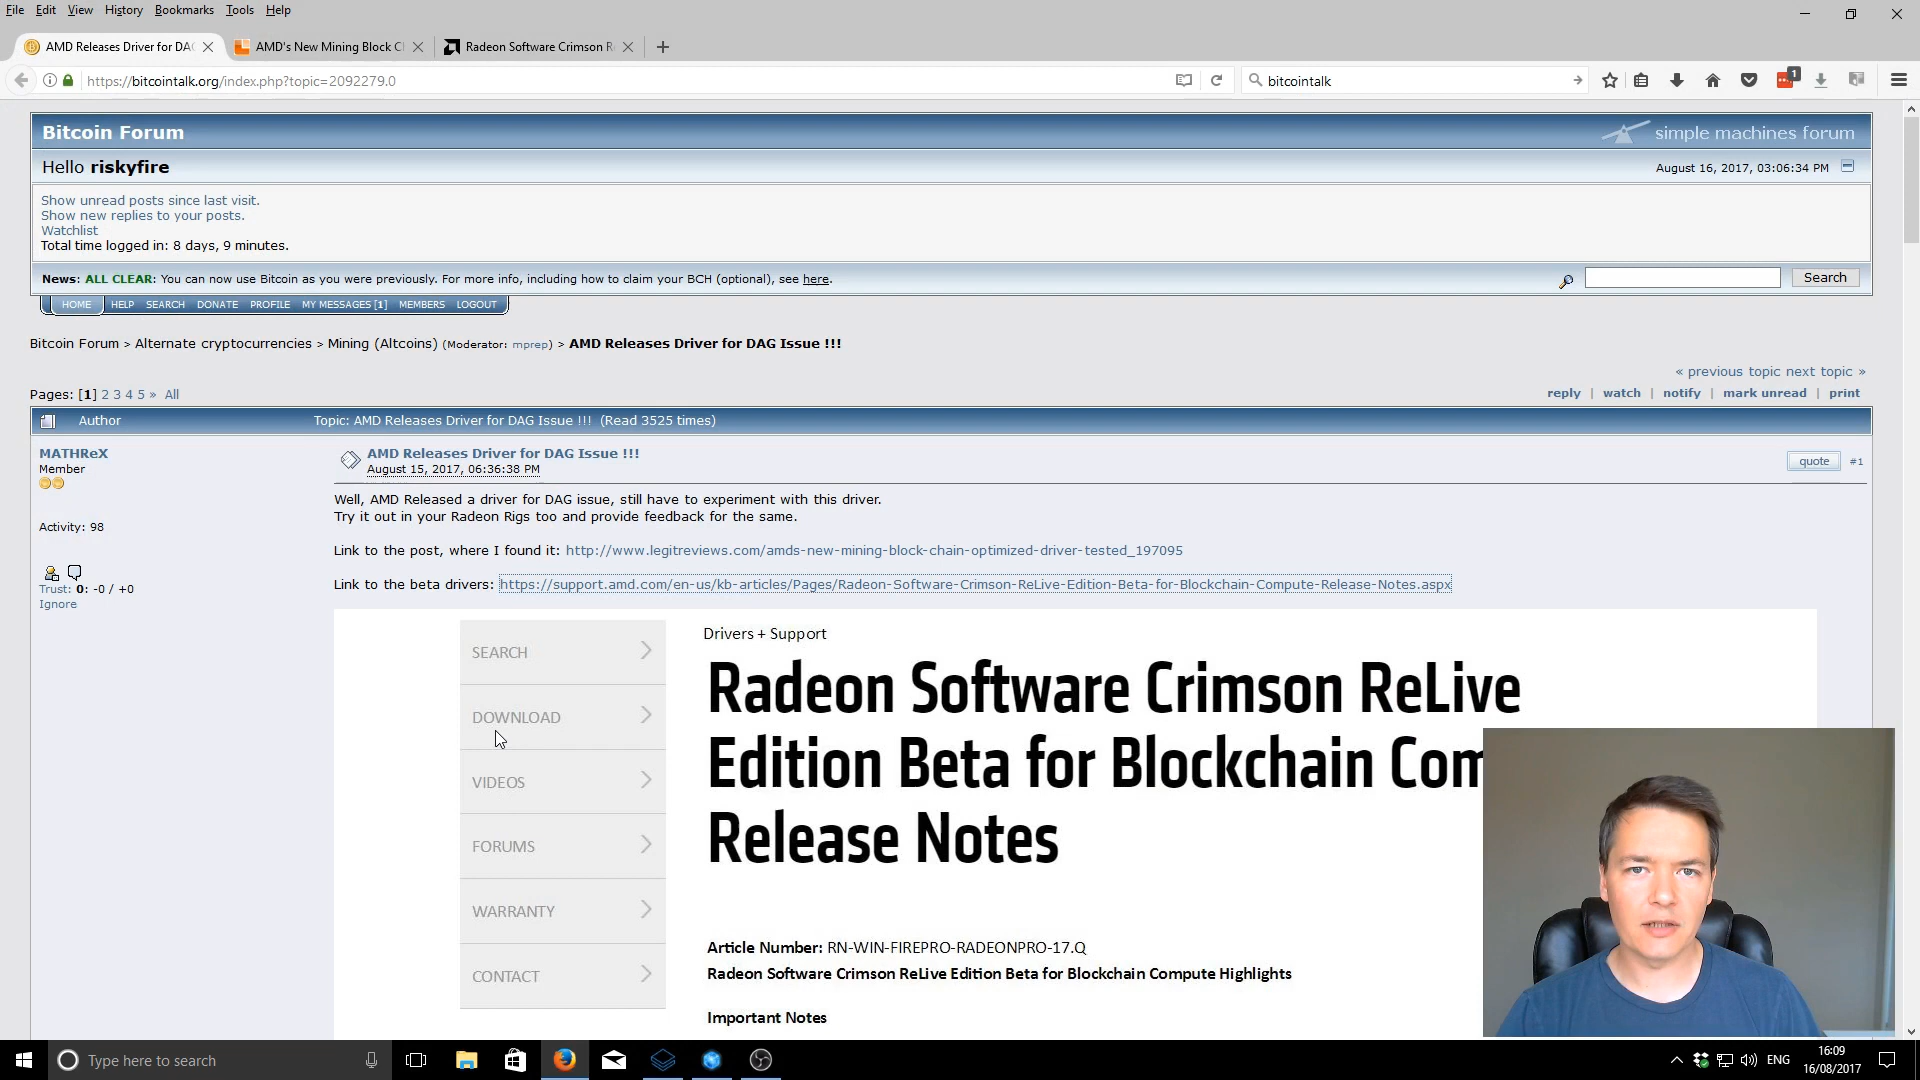 File Edit View History Bookmarks Tools Help
AMD Releases Driver for DA
AMD's New Mining Block C
Radeon Software Crimson R
https://bitcointalk.org/index.php?topic=2092279.0
bitcointalk
1
Bitcoin Forum
simple machines forum
Hello riskyfire
August 16, 2017, 03:06:34 PM
Show unread posts since last visit.
Show new replies to your posts.
Watchlist
Total time logged in: 8 days, 9 minutes.
News: ALL CLEAR: You can now use Bitcoin as you were previously. For more info, including how to claim your BCH (optional), see here.
Search
HOME HELP SEARCH DONATE PROFILE MY MESSAGES [1] MEMBERS LOGOUT
Bitcoin Forum > Alternate cryptocurrencies > Mining (Altcoins) (Moderator: mprep) > AMD Releases Driver for DAG Issue !!!
« previous topic next topic »
Pages: [1] 2 3 4 5 » All
reply | watch | notify | mark unread | print
Author
Topic: AMD Releases Driver for DAG Issue !!! (Read 3525 times)
MATHReX
Member
Activity: 98
Trust: 0: -0 / +0
Ignore
AMD Releases Driver for DAG Issue !!!
August 15, 2017, 06:36:38 PM
quote #1
Well, AMD Released a driver for DAG issue, still have to experiment with this driver.
Try it out in your Radeon Rigs too and provide feedback for the same.
Link to the post, where I found it: http://www.legitreviews.com/amds-new-mining-block-chain-optimized-driver-tested_197095
Link to the beta drivers: https://support.amd.com/en-us/kb-articles/Pages/Radeon-Software-Crimson-ReLive-Edition-Beta-for-Blockchain-Compute-Release-Notes.aspx
SEARCH
DOWNLOAD
VIDEOS
FORUMS
WARRANTY
CONTACT
Drivers + Support
Radeon Software Crimson ReLive
Edition Beta for Blockchain Com
Release Notes
Article Number: RN-WIN-FIREPRO-RADEONPRO-17.Q
Radeon Software Crimson ReLive Edition Beta for Blockchain Compute Highlights
Important Notes
Type here to search
ENG
16:09
16/08/2017